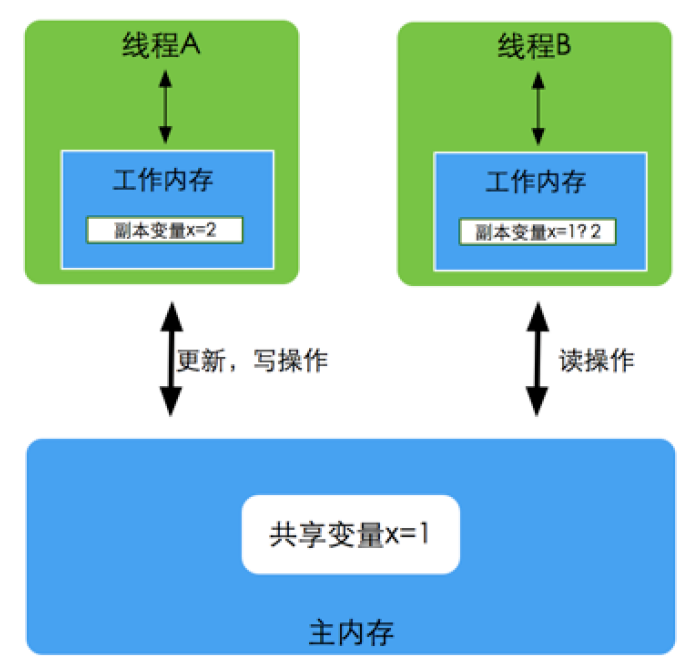 线程A
线程B
工作内存
工作内存
副本变量x=2
副本变量x=1？2
更新，写操作
读操作
共享变量x=1
主内存